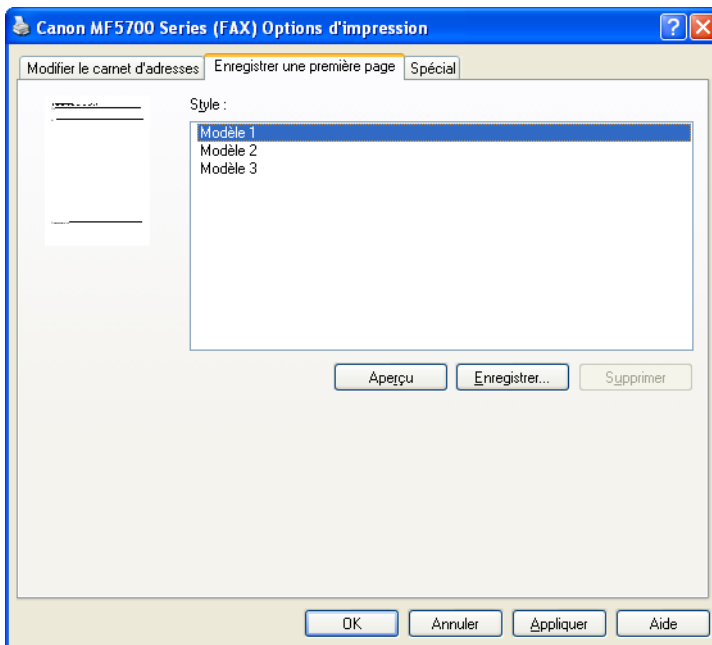 Canon MF5700 Series (FAX) Options d'impression
Modifier le carnet d'adresses Enregistrer une première page Spécial
Style :
Modèle 1
Modèle 2
Modèle 3
Aperçu Enregistrer... Supprimer
OK Annuler Appliquer Aide